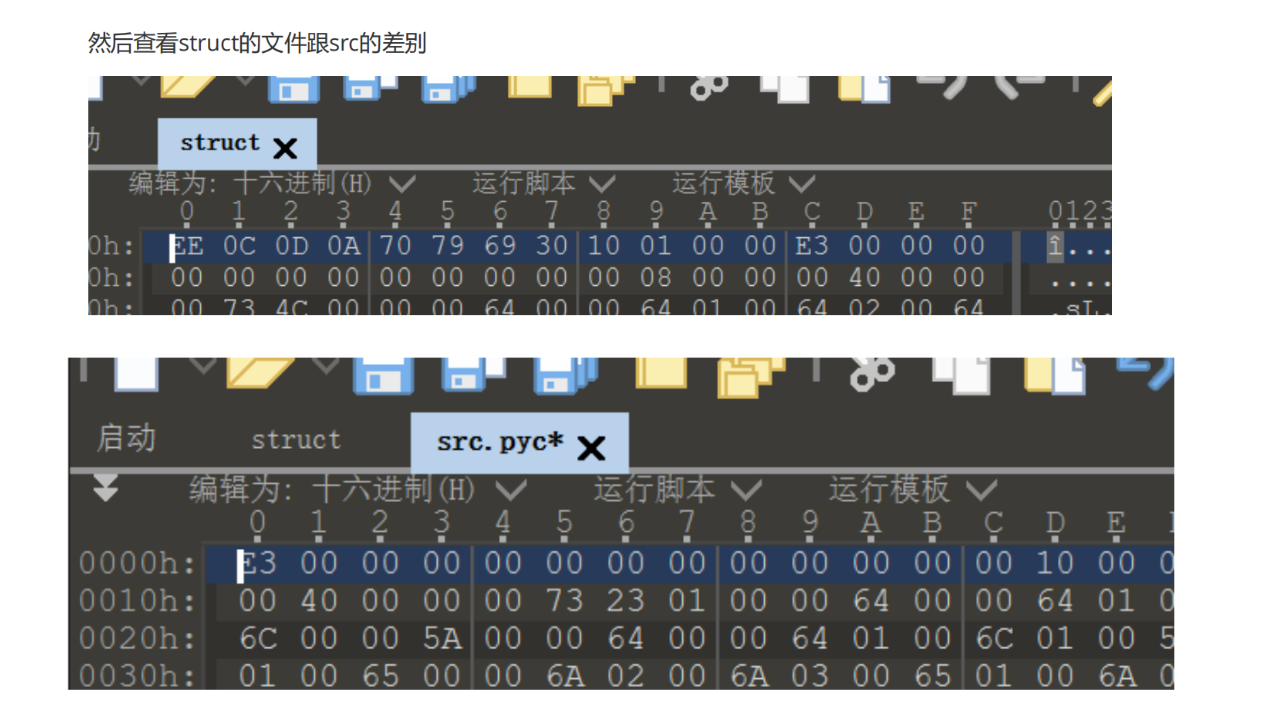 然后查看struct的文件跟src的差别
struct
编辑为: 十六进制(H) 运行脚本 运行模板
0 1 2 3 4 5 6 7 8 9 A B C D E F 0123
0h: EE 0C 0D 0A 70 79 69 30 10 01 00 00 E3 00 00 00 î...
0h: 00 00 00 00 00 00 00 00 00 08 00 00 00 40 00 00 ....
0h: 00 73 4C 00 00 00 64 00 00 64 01 00 64 02 00 64 .sL.
启动 struct src.pyc*
编辑为: 十六进制(H) 运行脚本 运行模板
0 1 2 3 4 5 6 7 8 9 A B C D E
0000h: E3 00 00 00 00 00 00 00 00 00 00 00 00 10 00 0
0010h: 00 40 00 00 00 73 23 01 00 00 64 00 00 64 01 0
0020h: 6C 00 00 5A 00 00 64 00 00 64 01 00 6C 01 00 5
0030h: 01 00 65 00 00 6A 02 00 6A 03 00 65 01 00 6A 0